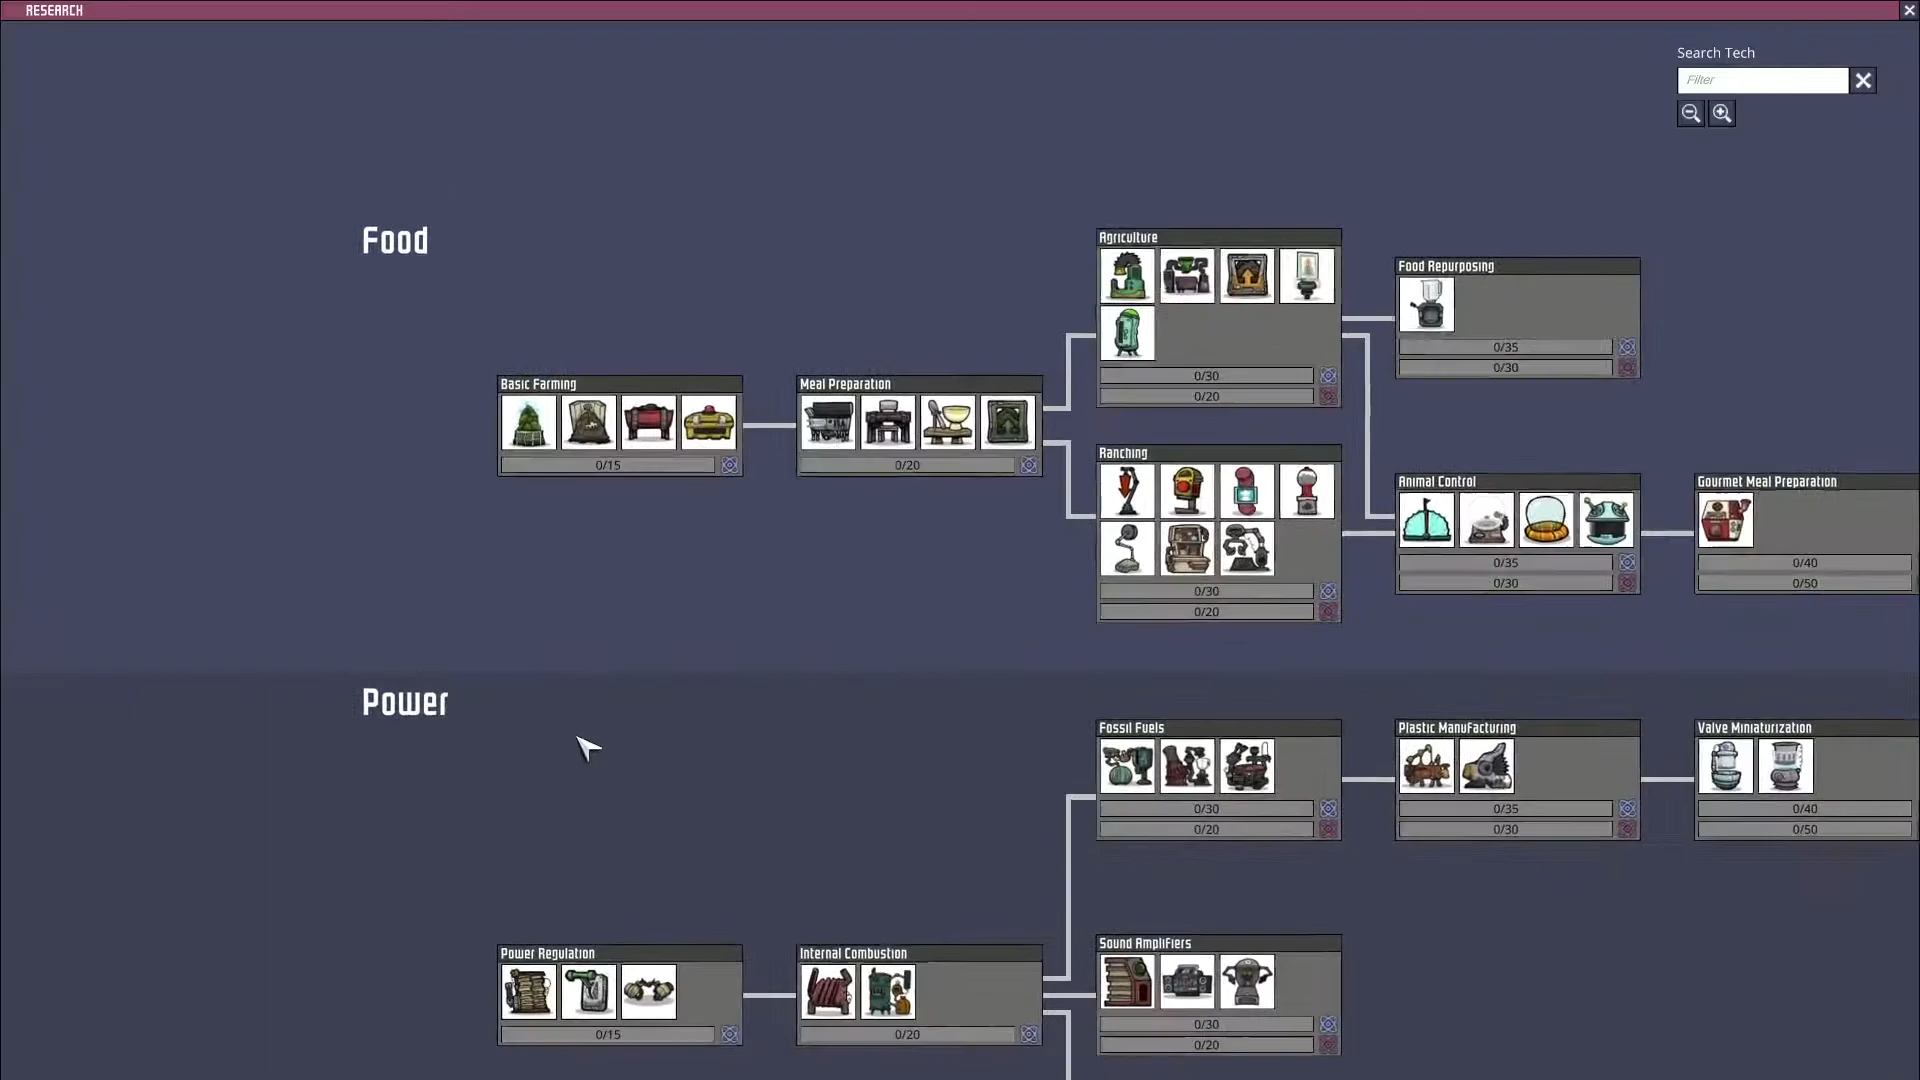 RESEARCH
Search Tech
Filter
Food
Agriculture
0/30
0/20
Food Repurposing
0/35
0/30
Basic Farming
0/15
Meal Preparation
0/20
Ranching
0/30
0/20
Animal Control
0/35
0/30
Gourmet Meal Preparation
0/40
0/50
Power
Fossil Fuels
0/30
0/20
Plastic Manufacturing
0/35
0/30
Valve Miniaturization
0/40
0/50
Power Regulation
0/15
Internal Combustion
0/20
Sound Amplifiers
0/30
0/20